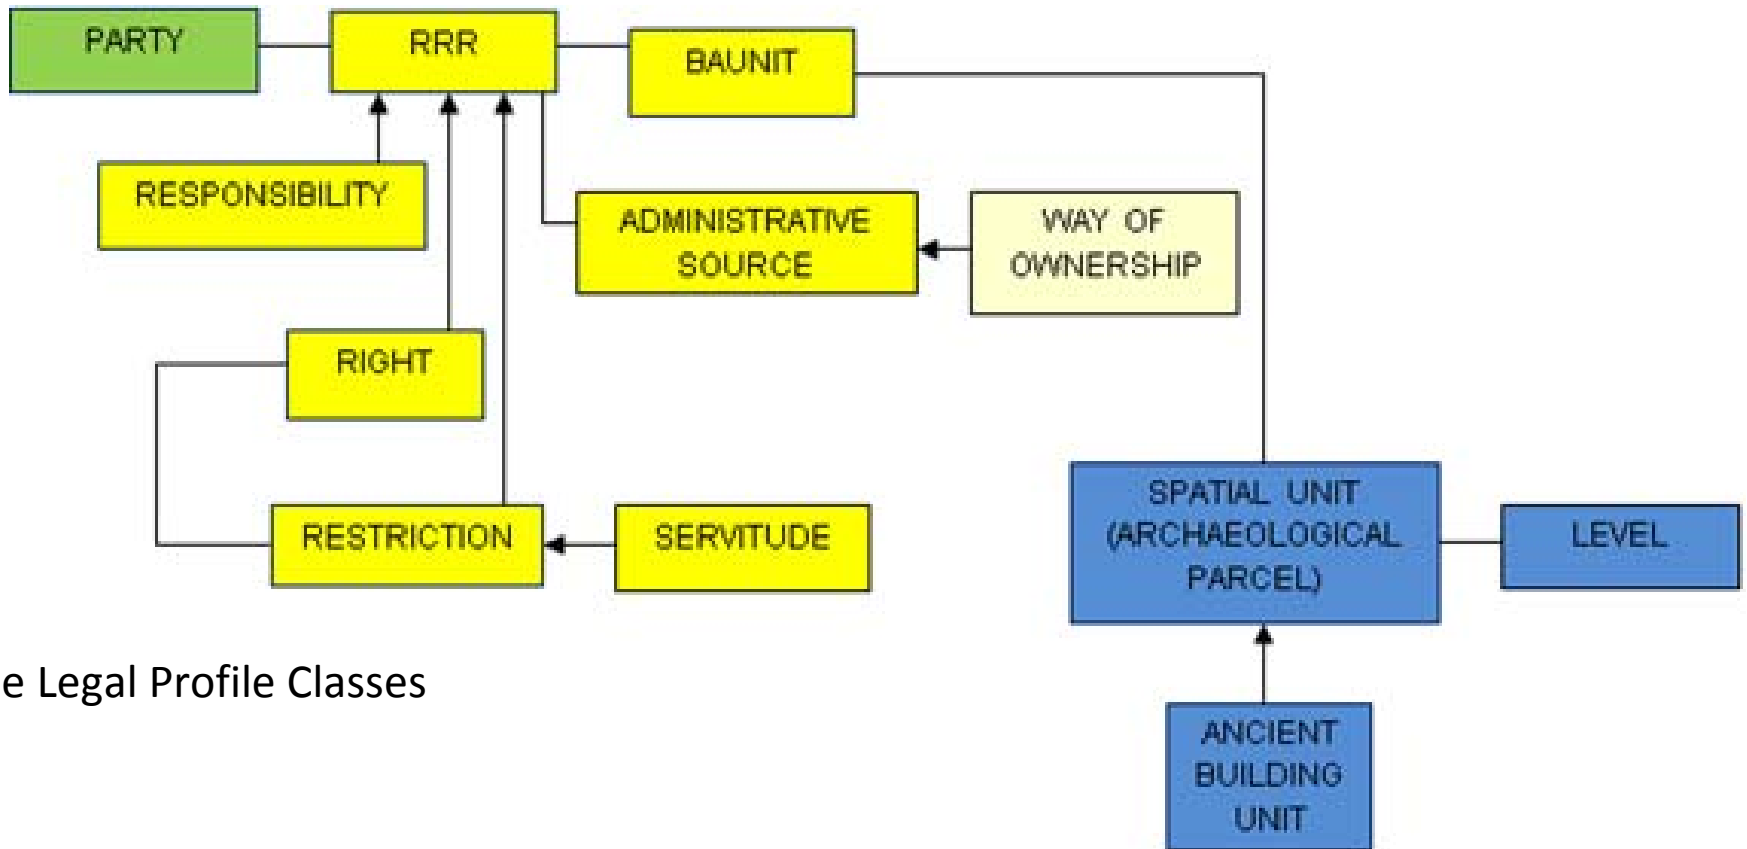 PARTY
RRR
BAUNIT
RESPONSIBILITY
ADMINISTRATIVE
SOURCE
WAY OF
OWNERSHIP
RIGHT
RESTRICTION
SERVITUDE
SPATIAL UNIT
(ARCHAEOLOGICAL
PARCEL)
LEVEL
e Legal Profile Classes
ANCIENT
BUILDING
UNIT